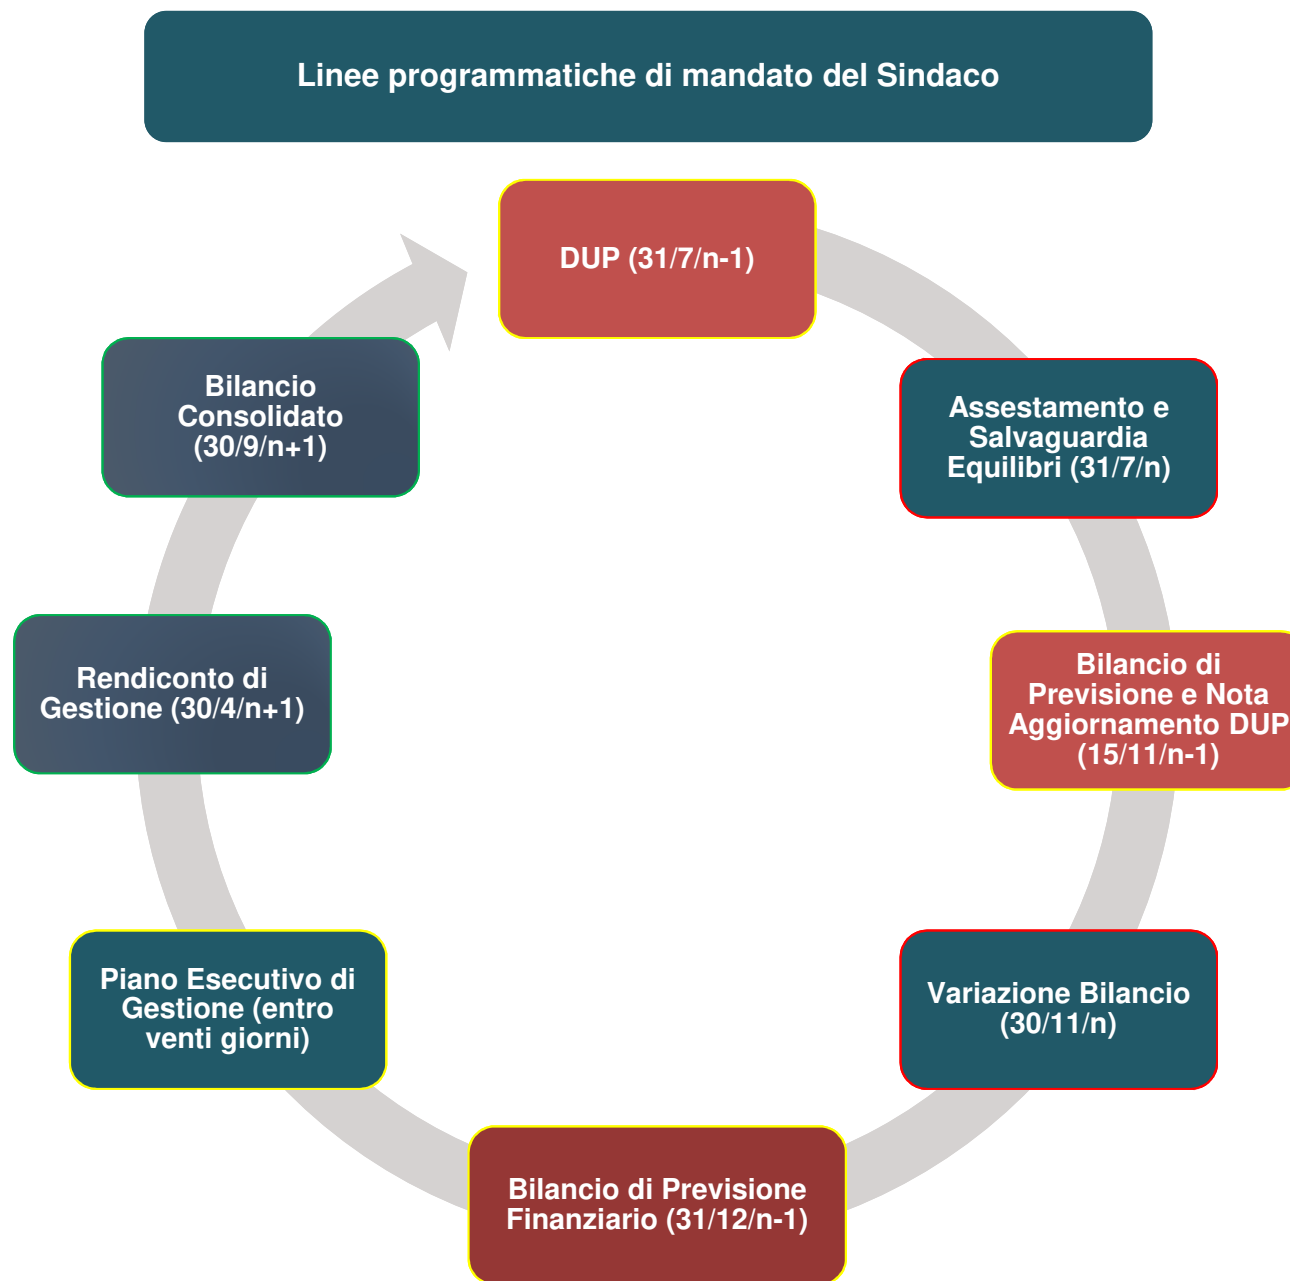 Linee programmatiche di mandato del Sindaco
DUP (31/7/n-1)
Assestamento e
Salvaguardia
Equilibri (31/7/n)
Bilancio di
Previsione e Nota
Aggiornamento DUP
(15/11/n-1)
Variazione Bilancio
(30/11/n)
Bilancio di Previsione
Finanziario (31/12/n-1)
Piano Esecutivo di
Gestione (entro
venti giorni)
Rendiconto di
Gestione (30/4/n+1)
Bilancio
Consolidato
(30/9/n+1)